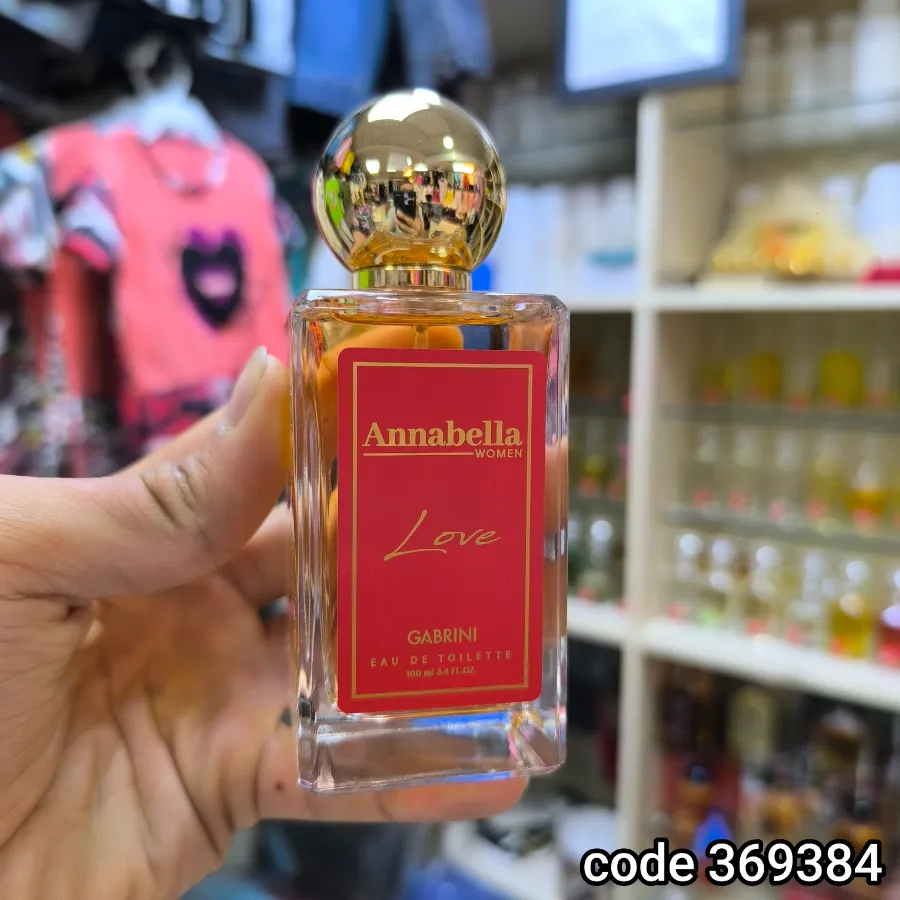 Annabella
WOMEN
Love
GABRINI
EAU DE TOILETTE
100 ml 3.4 FL.OZ.
code 369384